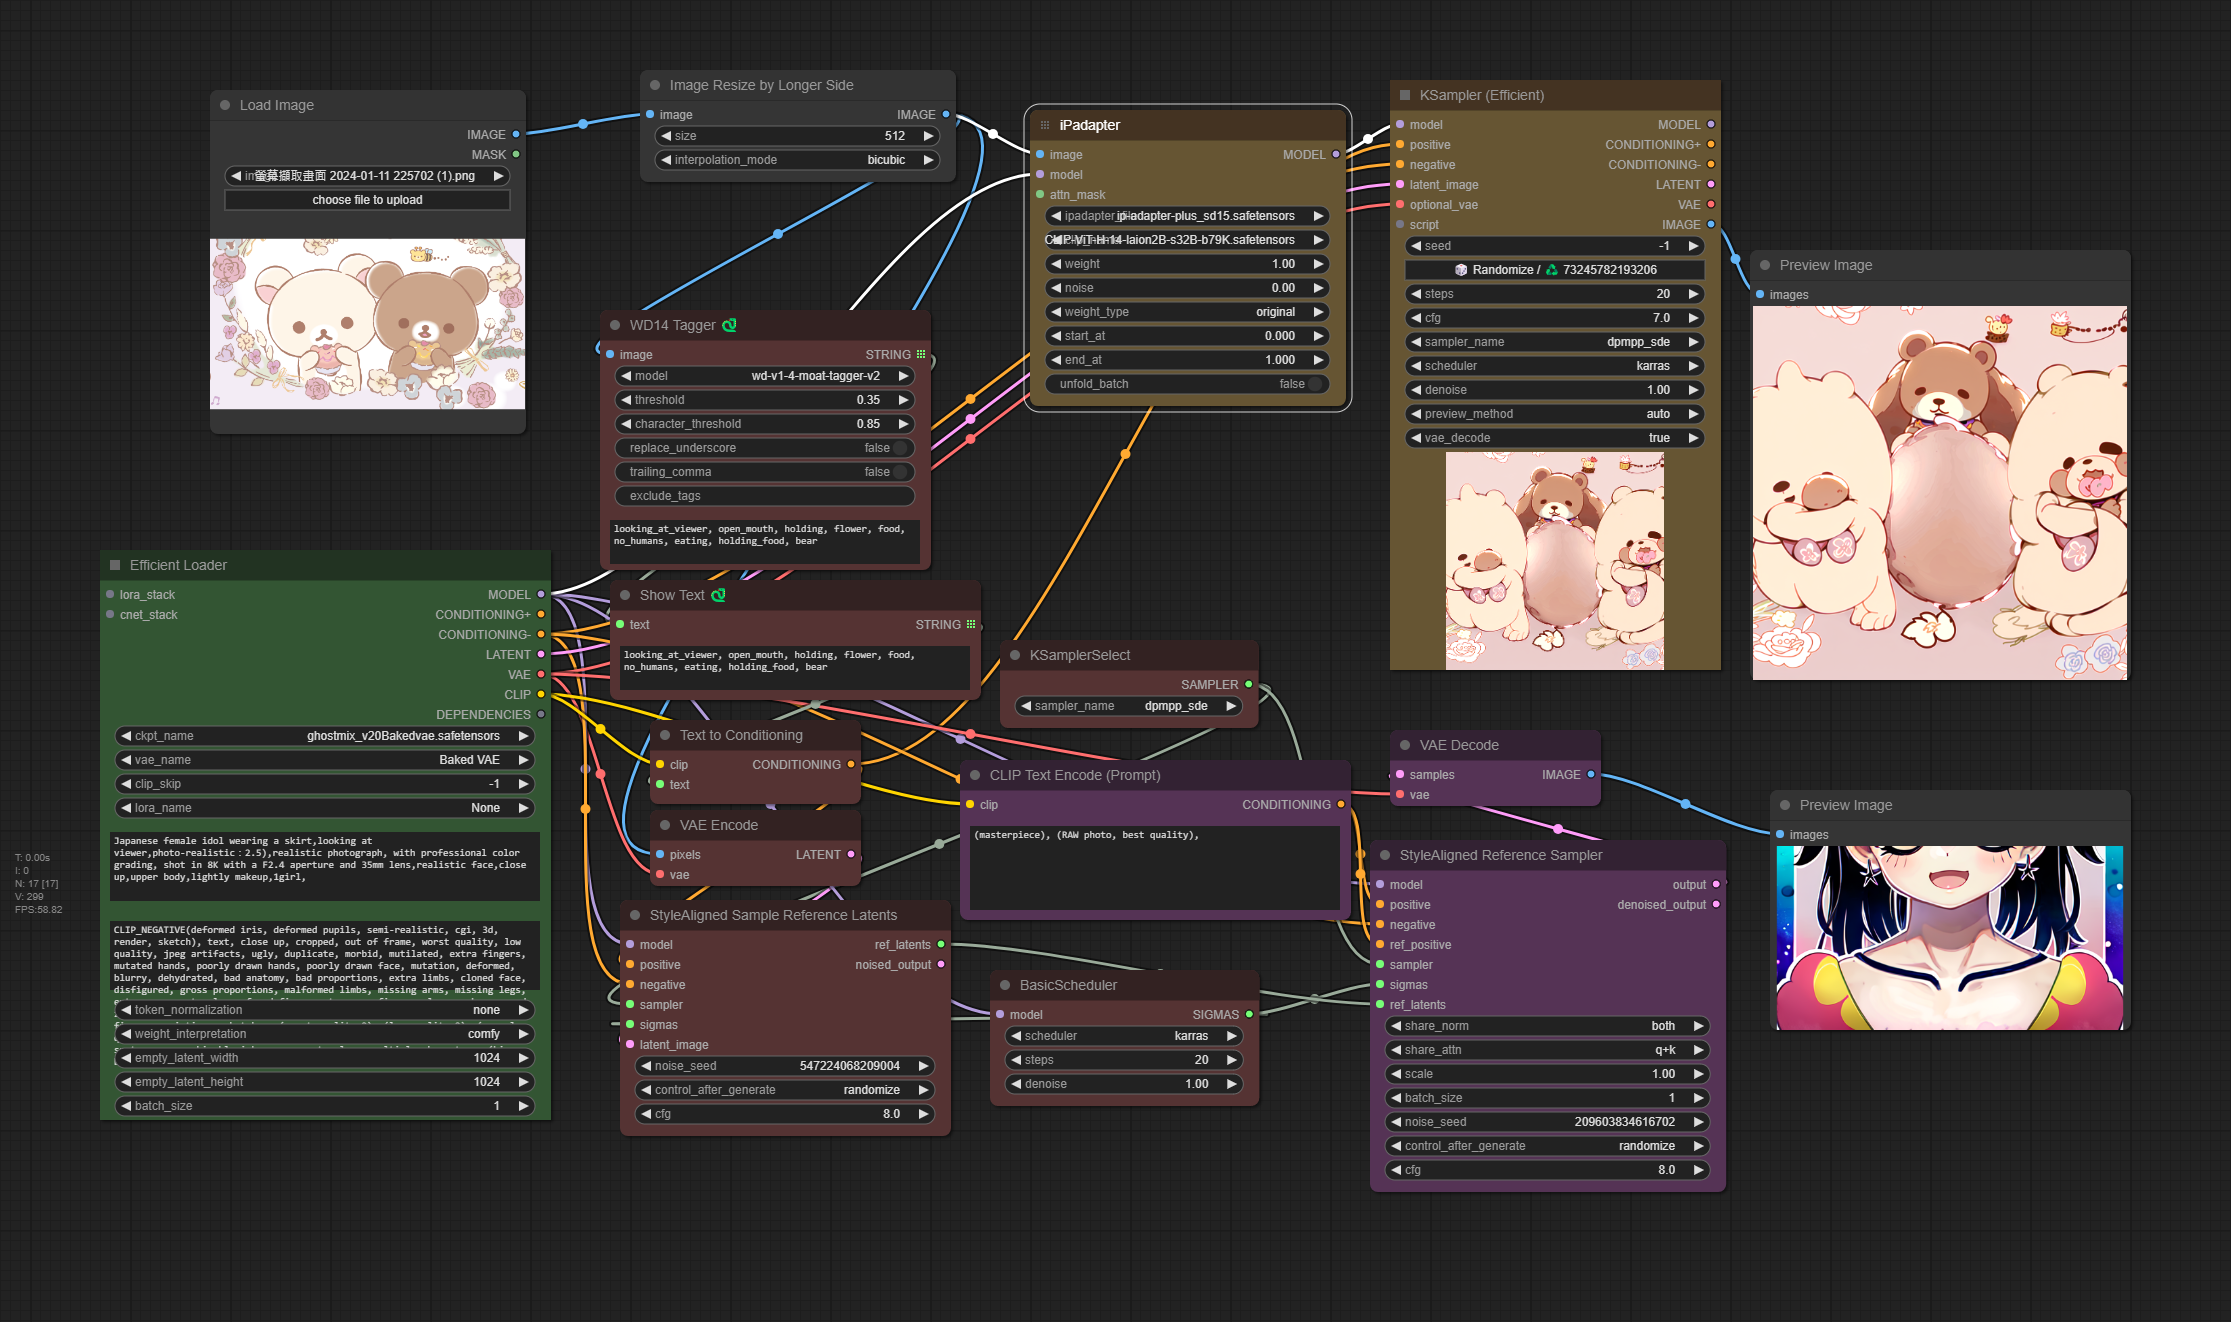 Load Image
IMAGE
MASK
螢幕擷取畫面 2024-01-11 225702 (1).png
choose file to upload
Image Resize by Longer Side
image IMAGE
size 512
interpolation_mode bicubic
WD14 Tagger
image STRING
model wd-v1-4-moat-tagger-v2
threshold 0.35
character_threshold 0.85
replace_underscore false
trailing_comma false
exclude_tags
looking_at_viewer, open_mouth, holding, flower, food,
no_humans, eating, holding_food, bear
iPadapter
image MODEL
model
attn_mask
ip-adapter-plus_sd15.safetensors
CLIP-ViT-H-14-laion2B-s32B-b79K.safetensors
weight 1.00
noise 0.00
weight_type original
start_at 0.000
end_at 1.000
unfold_batch false
KSampler (Efficient)
model MODEL
positive CONDITIONING+
negative CONDITIONING-
latent_image LATENT
optional_vae VAE
script IMAGE
seed -1
Randomize / 73245782193206
steps 20
cfg 7.0
sampler_name dpmpp_sde
scheduler karras
denoise 1.00
preview_method auto
vae_decode true
Preview Image
images
Efficient Loader
lora_stack MODEL
cnet_stack CONDITIONING+
CONDITIONING-
LATENT
VAE
CLIP
DEPENDENCIES
ckpt_name ghostmix_v20Bakedvae.safetensors
vae_name Baked VAE
clip_skip -1
lora_name None
Japanese female idol wearing a skirt,looking at
viewer,photo-realistic：2.5),realistic photograph, with professional color
grading, shot in 8K with a F2.4 aperture and 35mm lens,realistic face,close
up,upper body,lightly makeup,1girl,
CLIP_NEGATIVE(deformed iris, deformed pupils, semi-realistic, cgi, 3d,
render, sketch), text, close up, cropped, out of frame, worst quality, low
quality, jpeg artifacts, ugly, duplicate, morbid, mutilated, extra fingers,
mutated hands, poorly drawn hands, poorly drawn face, mutation, deformed,
blurry, dehydrated, bad anatomy, bad proportions, extra limbs, cloned face,
disfigured, gross proportions, malformed limbs, missing arms, missing legs,
token_normalization none
weight_interpretation comfy
empty_latent_width 1024
empty_latent_height 1024
batch_size 1
T: 0.00s
I: 0
N: 17 [17]
V: 299
FPS:58.82
Show Text
text STRING
looking_at_viewer, open_mouth, holding, flower, food,
no_humans, eating, holding_food, bear
Text to Conditioning
clip CONDITIONING
text
VAE Encode
pixels LATENT
vae
StyleAligned Sample Reference Latents
model ref_latents
positive noised_output
negative
sampler
sigmas
latent_image
noise_seed 547224068209004
control_after_generate randomize
cfg 8.0
KSamplerSelect
SAMPLER
sampler_name dpmpp_sde
CLIP Text Encode (Prompt)
clip CONDITIONING
(masterpiece), (RAW photo, best quality),
BasicScheduler
model SIGMAS
scheduler karras
steps 20
denoise 1.00
VAE Decode
samples IMAGE
vae
StyleAligned Reference Sampler
model output
positive denoised_output
negative
ref_positive
sampler
sigmas
ref_latents
share_norm both
share_attn q+k
scale 1.00
batch_size 1
noise_seed 209603834616702
control_after_generate randomize
cfg 8.0
Preview Image
images